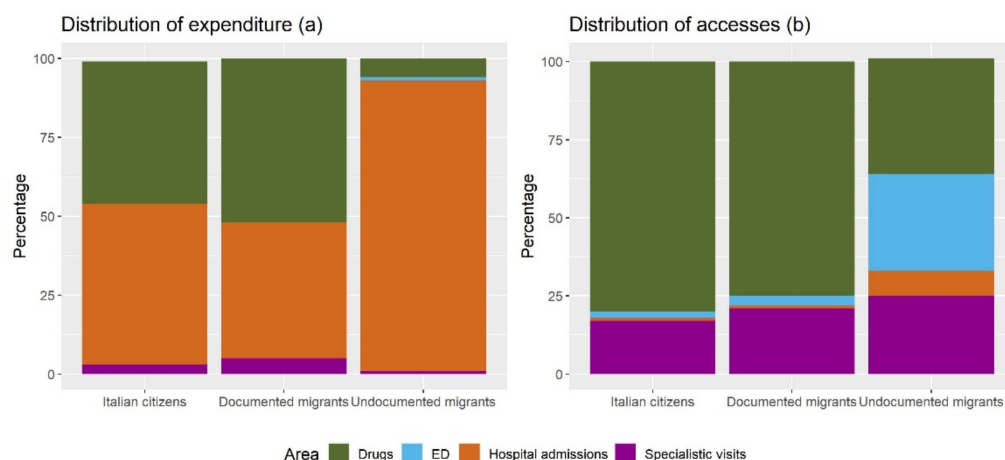 Distribution of expenditure (a)
100
75
50
25
0
Percentage
Italian citizens
Documented migrants
Undocumented migrants
Distribution of accesses (b)
100
75
50
25
0
Percentage
Italian citizens
Documented migrants
Undocumented migrants
Area Drugs ED Hospital admissions Specialistic visits